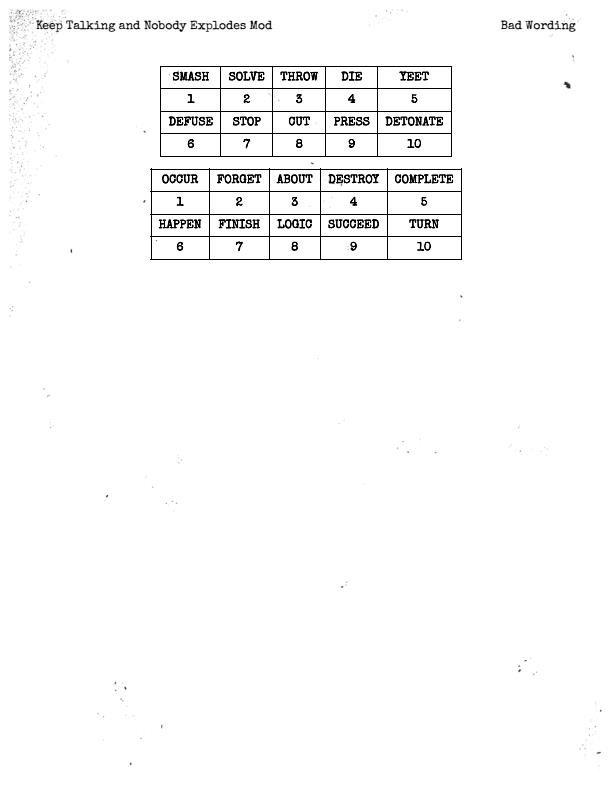 Keep Talking and Nobody Explodes Mod Bad Wording
SMASH SOLVE THROW DIE YEET
1 2 3 4 5
DEFUSE STOP CUT PRESS DETONATE
6 7 8 9 10
OCCUR FORGET ABOUT DESTROY COMPLETE
1 2 3 4 5
HAPPEN FINISH LOGIC SUCCEED TURN
6 7 8 9 10